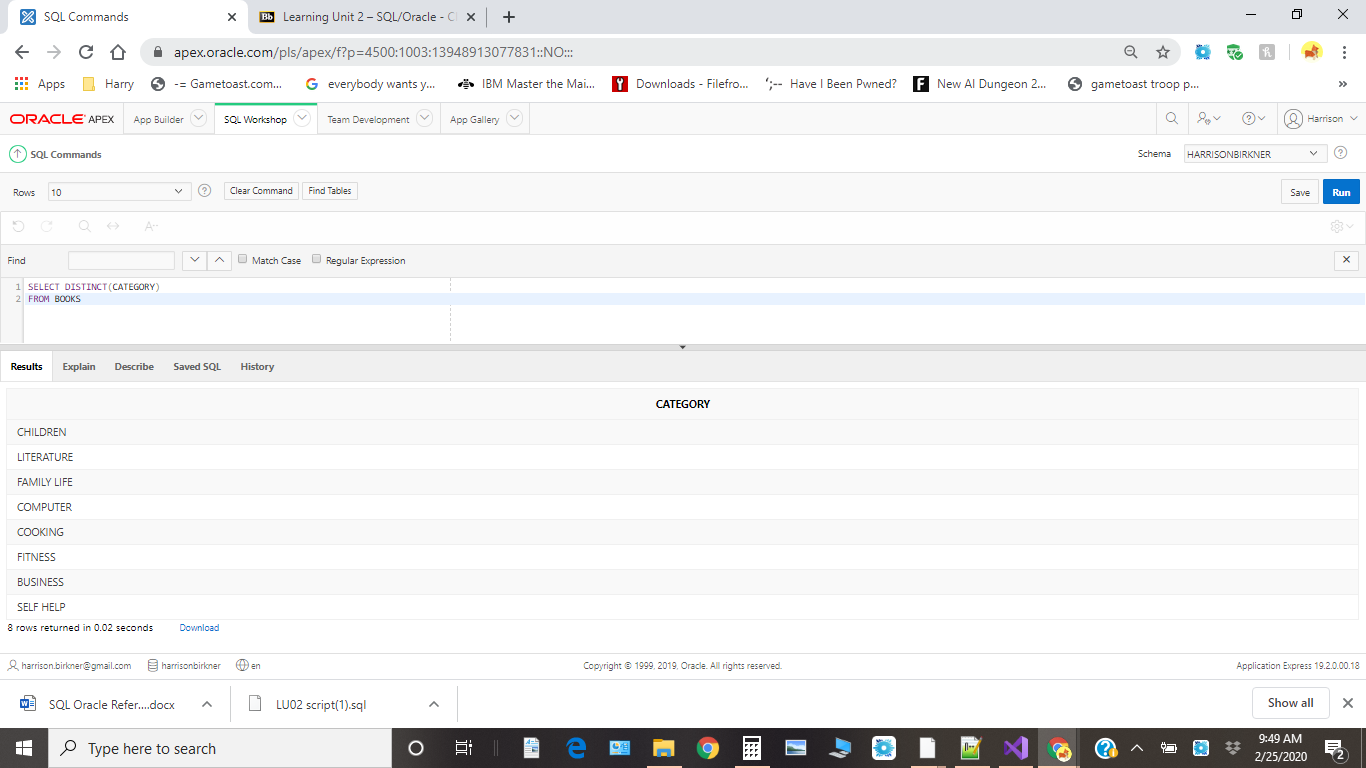 SQL Commands
Learning Unit 2 – SQL/Oracle - C
apex.oracle.com/pls/apex/f?p=4500:1003:13948913077831::NO:::
Apps Harry -= Gametoast.com... everybody wants y... IBM Master the Mai... Downloads - Filefro... Have I Been Pwned? New AI Dungeon 2... gametoast troop p... »
ORACLE APEX App Builder SQL Workshop Team Development App Gallery Harrison
SQL Commands Schema HARRISONBIRKNER
Rows 10 Clear Command Find Tables Save Run
Find Match Case Regular Expression
1 SELECT DISTINCT(CATEGORY)
2 FROM BOOKS
Results Explain Describe Saved SQL History
CATEGORY
CHILDREN
LITERATURE
FAMILY LIFE
COMPUTER
COOKING
FITNESS
BUSINESS
SELF HELP
8 rows returned in 0.02 seconds Download
harrison.birkner@gmail.com harrisonbirkner en Copyright © 1999, 2019, Oracle. All rights reserved. Application Express 19.2.0.00.18
SQL Oracle Refer....docx LU02 script(1).sql Show all
Type here to search 9:49 AM
2/25/2020 2